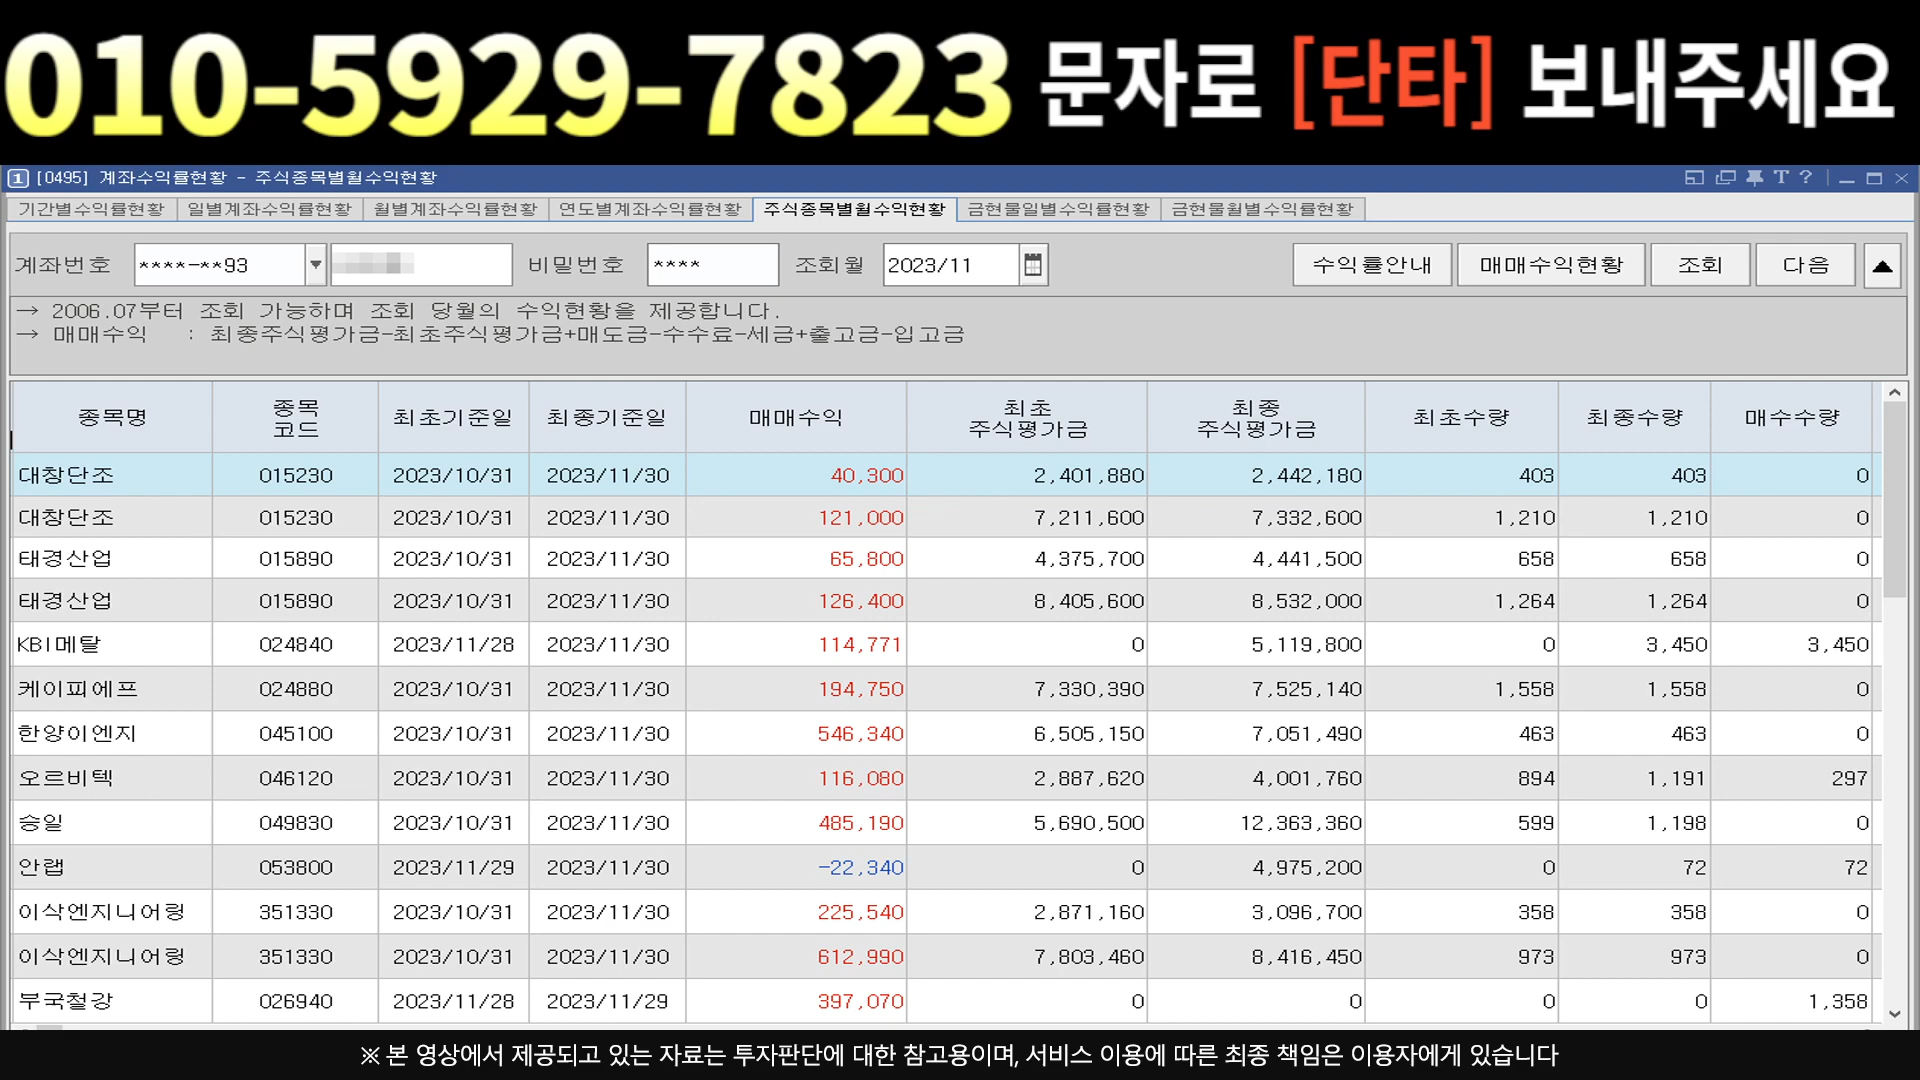 010-5929-7823 문자로 [단타] 보내주세요
1 [0495] 계좌수익률현황 - 주식종목별월수익현황
기간별수익률현황 일별계좌수익률현황 월별계좌수익률현황 연도별계좌수익률현황 주식종목별월수익현황 금현물일별수익률현황 금현물월별수익률현황
계좌번호 ****-**93 비밀번호 **** 조회월 2023/11 수익률안내 매매수익현황 조회 다음
→ 2006.07부터 조회 가능하며 조회 당월의 수익현황을 제공합니다.
→ 매매수익 : 최종주식평가금-최초주식평가금+매도금-수수료-세금+출고금-입고금
종목명 종목코드 최초기준일 최종기준일 매매수익 최초주식평가금 최종주식평가금 최초수량 최종수량 매수수량
대창단조 015230 2023/10/31 2023/11/30 40,300 2,401,880 2,442,180 403 403 0
대창단조 015230 2023/10/31 2023/11/30 121,000 7,211,600 7,332,600 1,210 1,210 0
태경산업 015890 2023/10/31 2023/11/30 65,800 4,375,700 4,441,500 658 658 0
태경산업 015890 2023/10/31 2023/11/30 126,400 8,405,600 8,532,000 1,264 1,264 0
KBI메탈 024840 2023/11/28 2023/11/30 114,771 0 5,119,800 0 3,450 3,450
케이피에프 024880 2023/10/31 2023/11/30 194,750 7,330,390 7,525,140 1,558 1,558 0
한양이엔지 045100 2023/10/31 2023/11/30 546,340 6,505,150 7,051,490 463 463 0
오르비텍 046120 2023/10/31 2023/11/30 116,080 2,887,620 4,001,760 894 1,191 297
승일 049830 2023/10/31 2023/11/30 485,190 5,690,500 12,363,360 599 1,198 0
안랩 053800 2023/11/29 2023/11/30 -22,340 0 4,975,200 0 72 72
이삭엔지니어링 351330 2023/10/31 2023/11/30 225,540 2,871,160 3,096,700 358 358 0
이삭엔지니어링 351330 2023/10/31 2023/11/30 612,990 7,803,460 8,416,450 973 973 0
부국철강 026940 2023/11/28 2023/11/29 397,070 0 0 0 0 1,358
※ 본 영상에서 제공되고 있는 자료는 투자판단에 대한 참고용이며, 서비스 이용에 따른 최종 책임은 이용자에게 있습니다